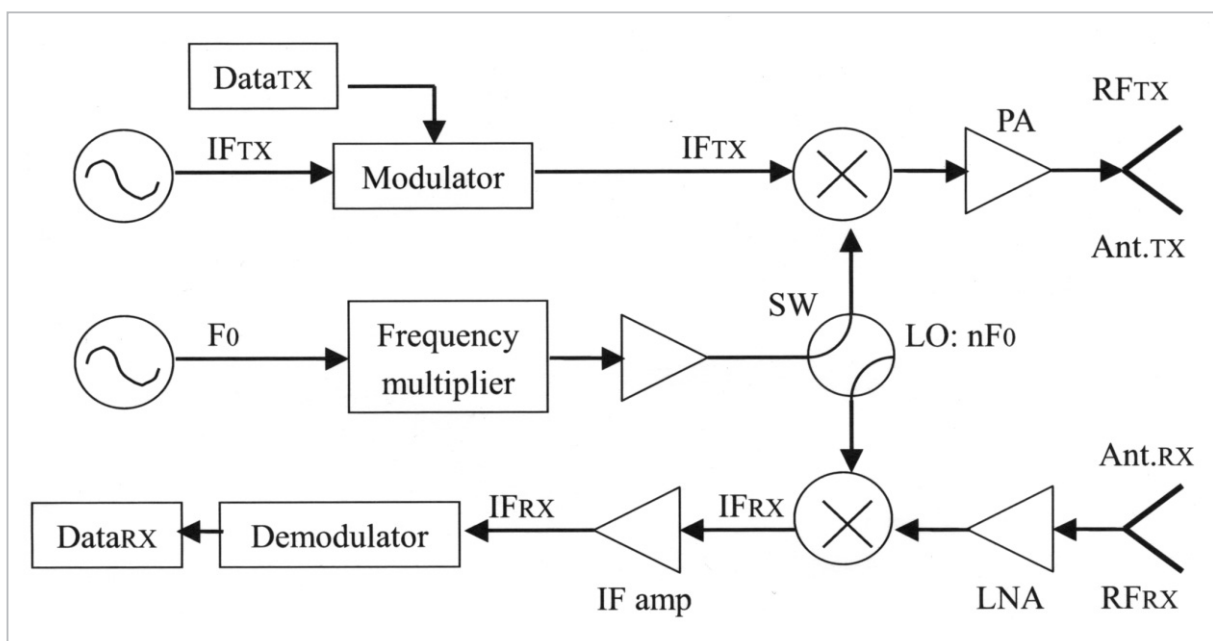 DataTX
RFTX
PA
IFTX
IFTX
Modulator
Ant.TX
SW
F0
Frequency
multiplier
LO: nF0
Ant.RX
IFRX
IFRX
DataRX
Demodulator
IF amp
LNA
RFRX